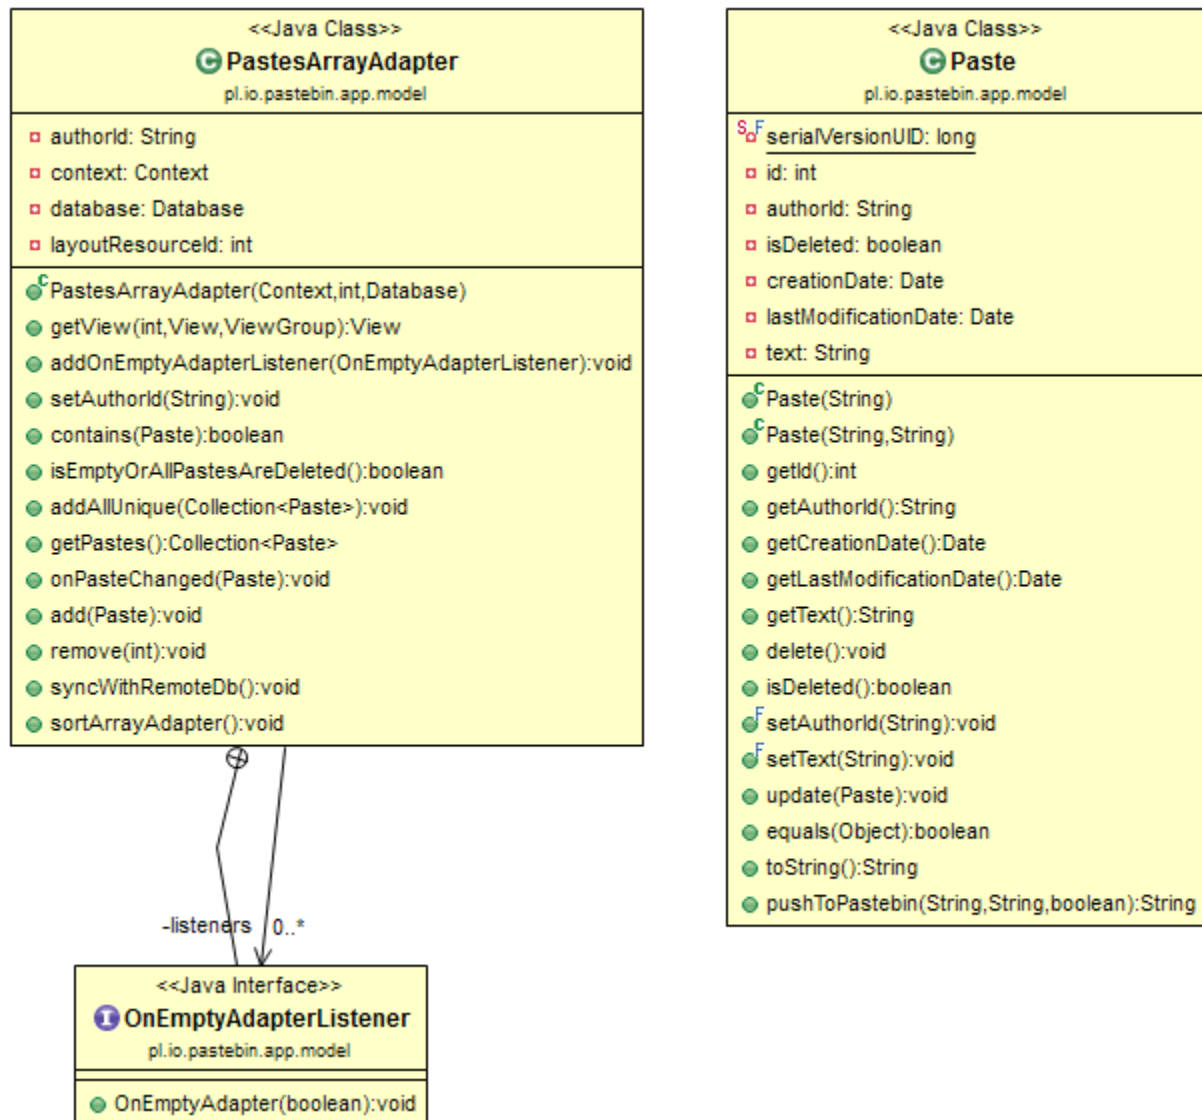 <<Java Class>>
PastesArrayAdapter
pl.io.pastebin.app.model
authorId: String
context: Context
database: Database
layoutResourceId: int
PastesArrayAdapter(Context,int,Database)
getView(int,View,ViewGroup):View
addOnEmptyAdapterListener(OnEmptyAdapterListener):void
setAuthorId(String):void
contains(Paste):boolean
isEmptyOrAllPastesAreDeleted():boolean
addAllUnique(Collection<Paste>):void
getPastes():Collection<Paste>
onPasteChanged(Paste):void
add(Paste):void
remove(int):void
syncWithRemoteDb():void
sortArrayAdapter():void
-listeners 0..*
<<Java Interface>>
OnEmptyAdapterListener
pl.io.pastebin.app.model
OnEmptyAdapter(boolean):void
<<Java Class>>
Paste
pl.io.pastebin.app.model
serialVersionUID: long
id: int
authorId: String
isDeleted: boolean
creationDate: Date
lastModificationDate: Date
text: String
Paste(String)
Paste(String,String)
getId():int
getAuthorId():String
getCreationDate():Date
getLastModificationDate():Date
getText():String
delete():void
isDeleted():boolean
setAuthorId(String):void
setText(String):void
update(Paste):void
equals(Object):boolean
toString():String
pushToPastebin(String,String,boolean):String